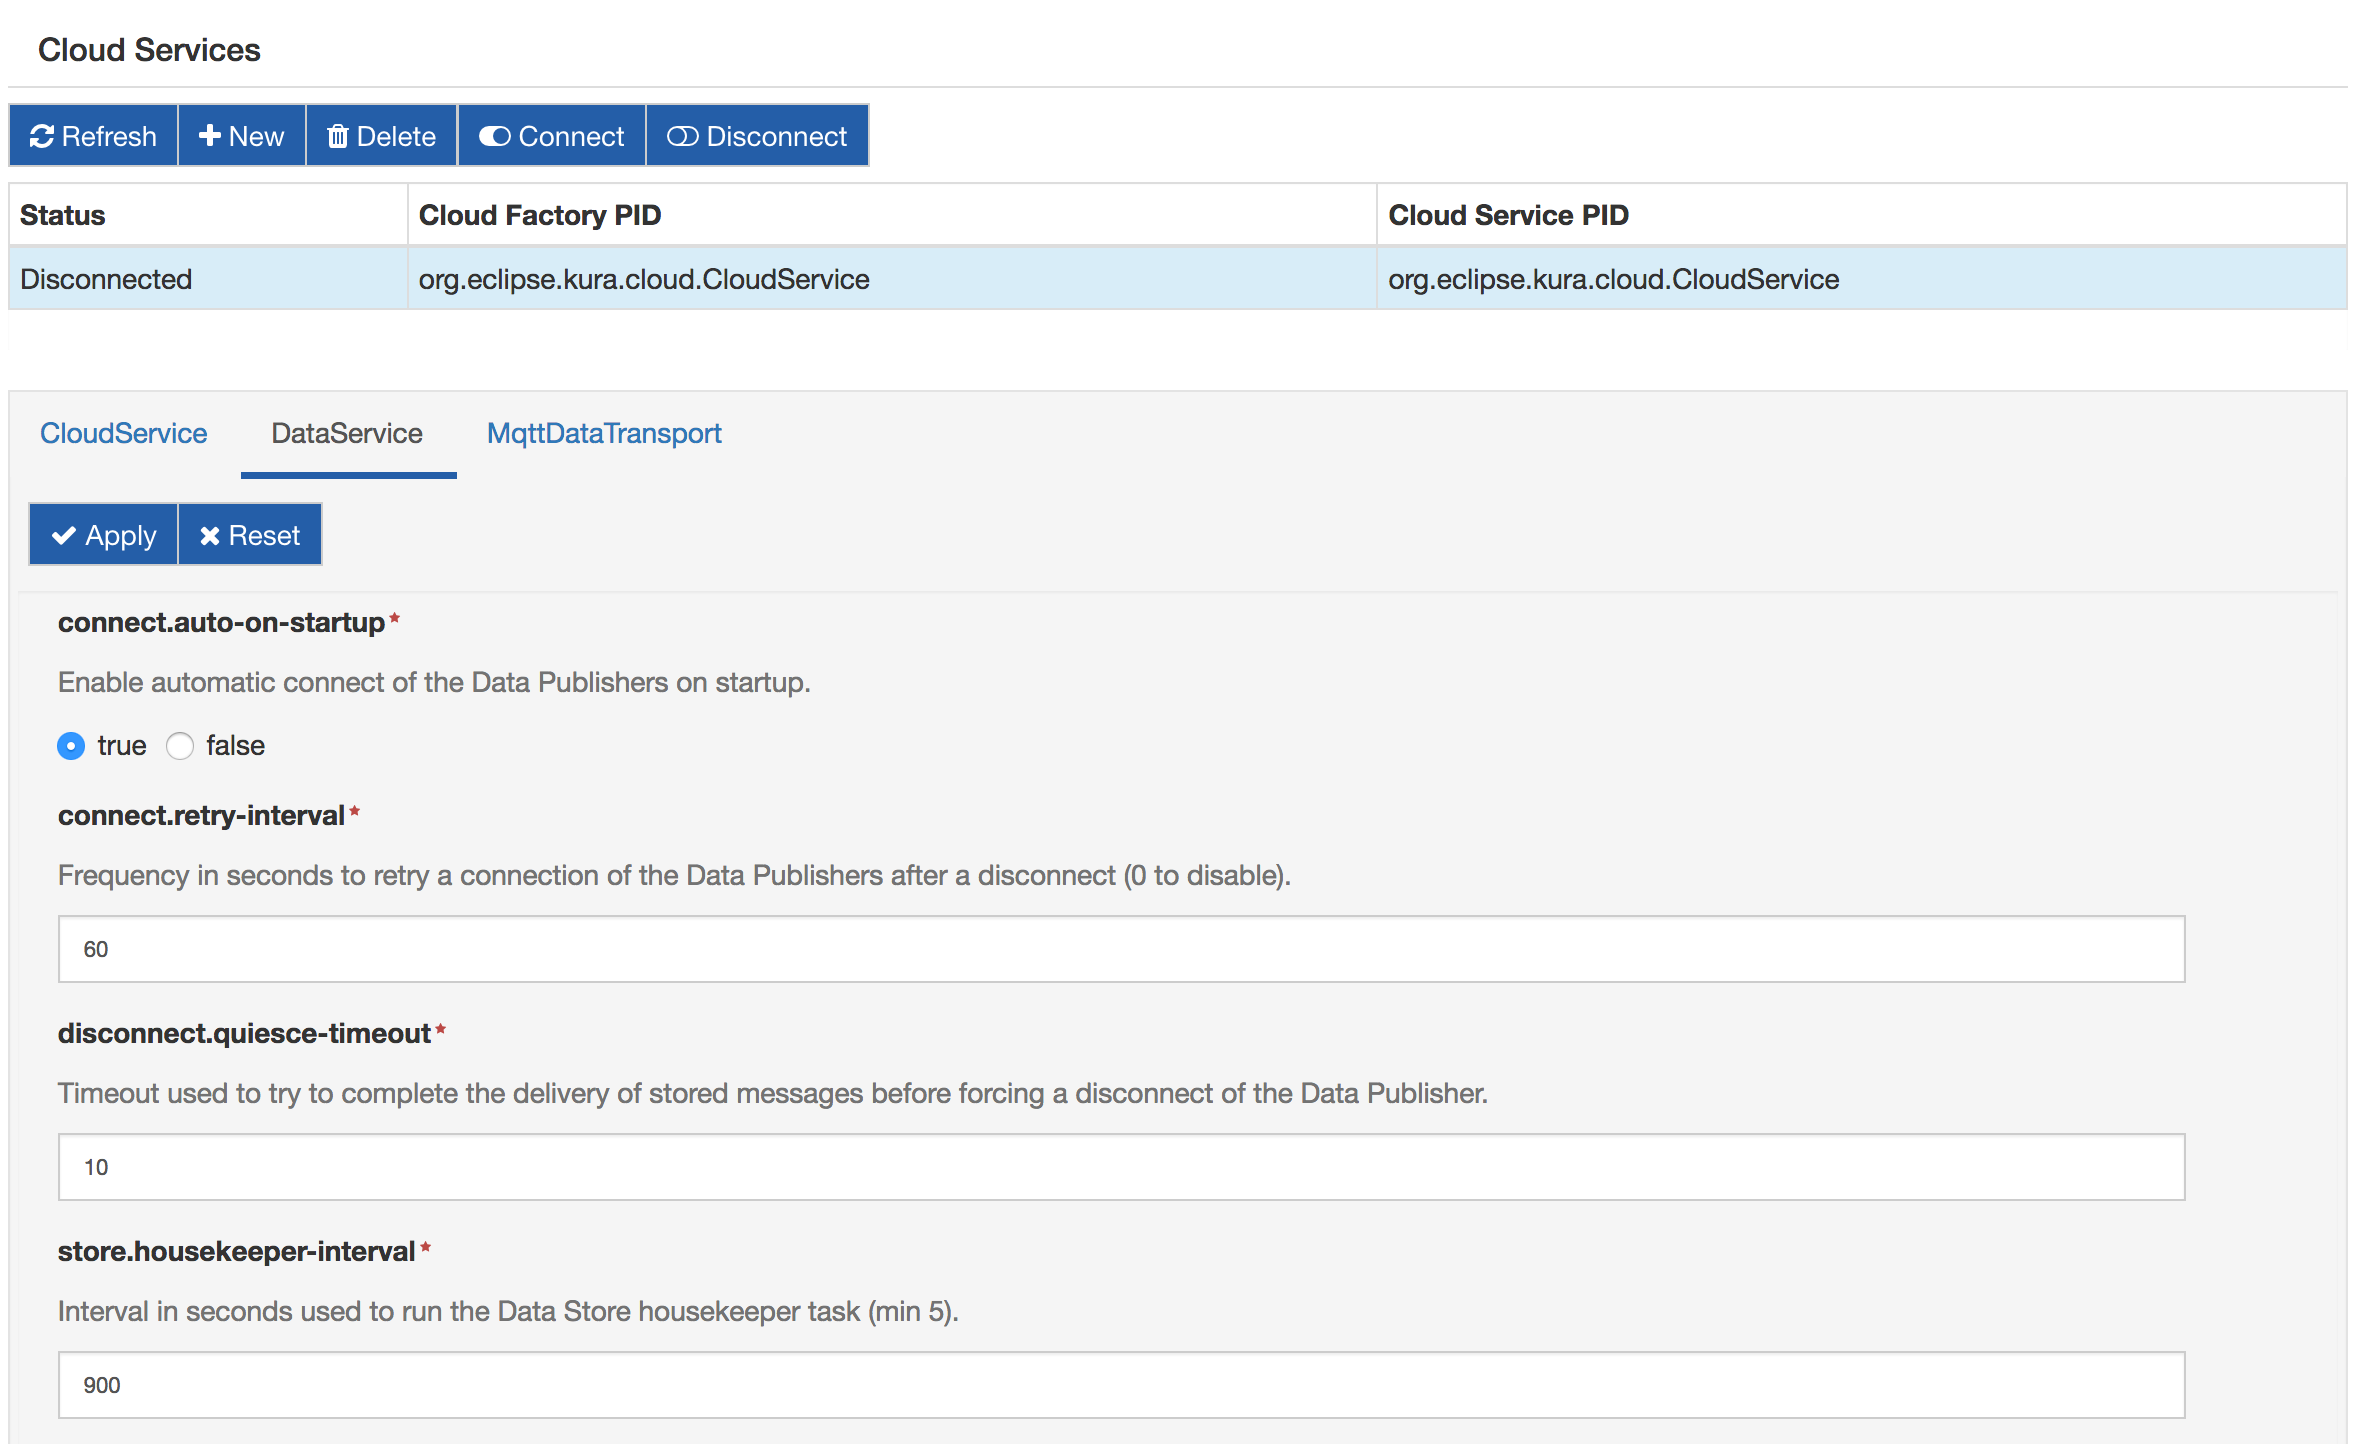 Cloud Services
Refresh New Delete Connect Disconnect
Status Cloud Factory PID Cloud Service PID
Disconnected org.eclipse.kura.cloud.CloudService org.eclipse.kura.cloud.CloudService
CloudService DataService MqttDataTransport
Apply Reset
connect.auto-on-startup*
Enable automatic connect of the Data Publishers on startup.
true false
connect.retry-interval*
Frequency in seconds to retry a connection of the Data Publishers after a disconnect (0 to disable).
60
disconnect.quiesce-timeout*
Timeout used to try to complete the delivery of stored messages before forcing a disconnect of the Data Publisher.
10
store.housekeeper-interval*
Interval in seconds used to run the Data Store housekeeper task (min 5).
900